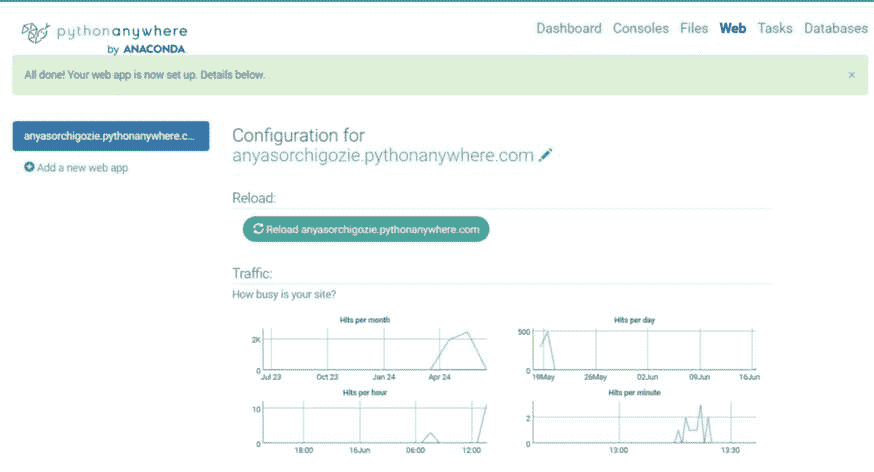 pythonanywhere
by ANACONDA
Dashboard Consoles Files Web Tasks Databases
All done! Your web app is now set up. Details below. ×
anyasorchigozie.pythonanywhere.c...
Add a new web app
Configuration for
anyasorchigozie.pythonanywhere.com
Reload:
Reload anyasorchigozie.pythonanywhere.com
Traffic:
How busy is your site?
Hits per month
2K
0
Jul 23 Oct 23 Jan 24 Apr 24
Hits per day
500
0
19May 26May 02Jun 09Jun 16Jun
Hits per hour
10
0
18:00 16Jun 06:00 12:00
Hits per minute
2
0
13:00 13:30